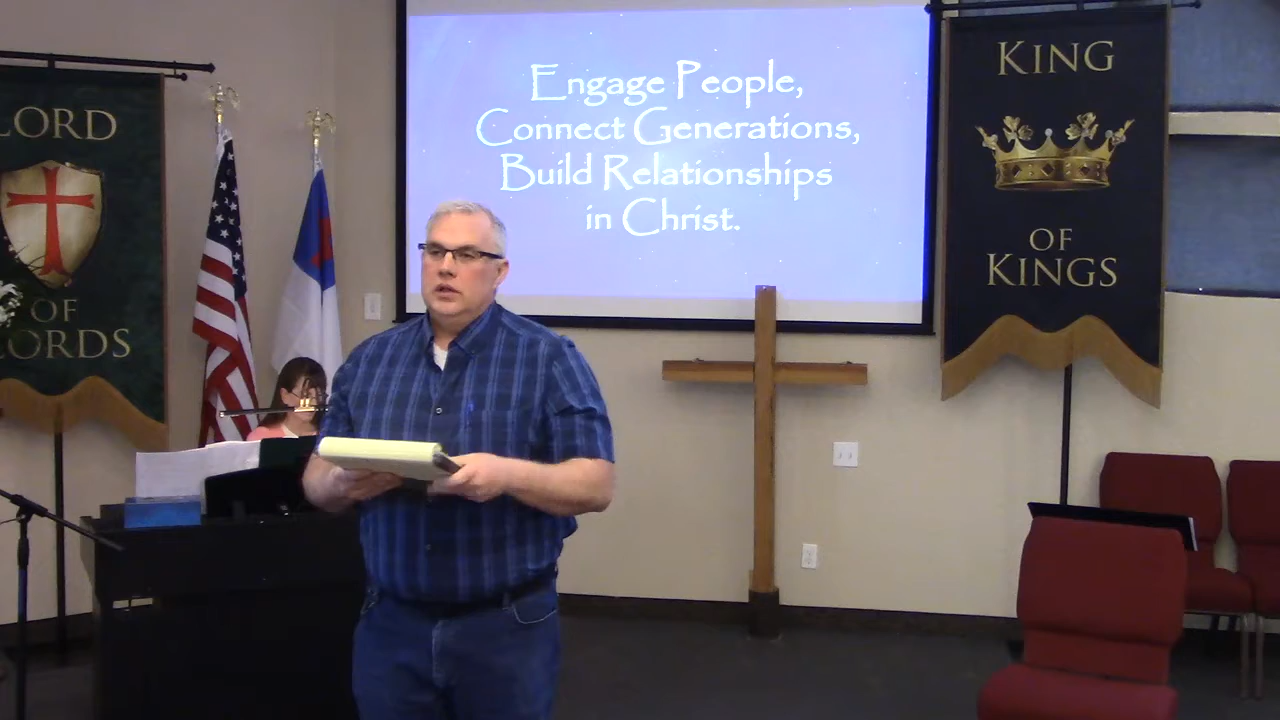 LORD
OF
LORDS
Engage People,
Connect Generations,
Build Relationships
in Christ.
KING
OF
KINGS